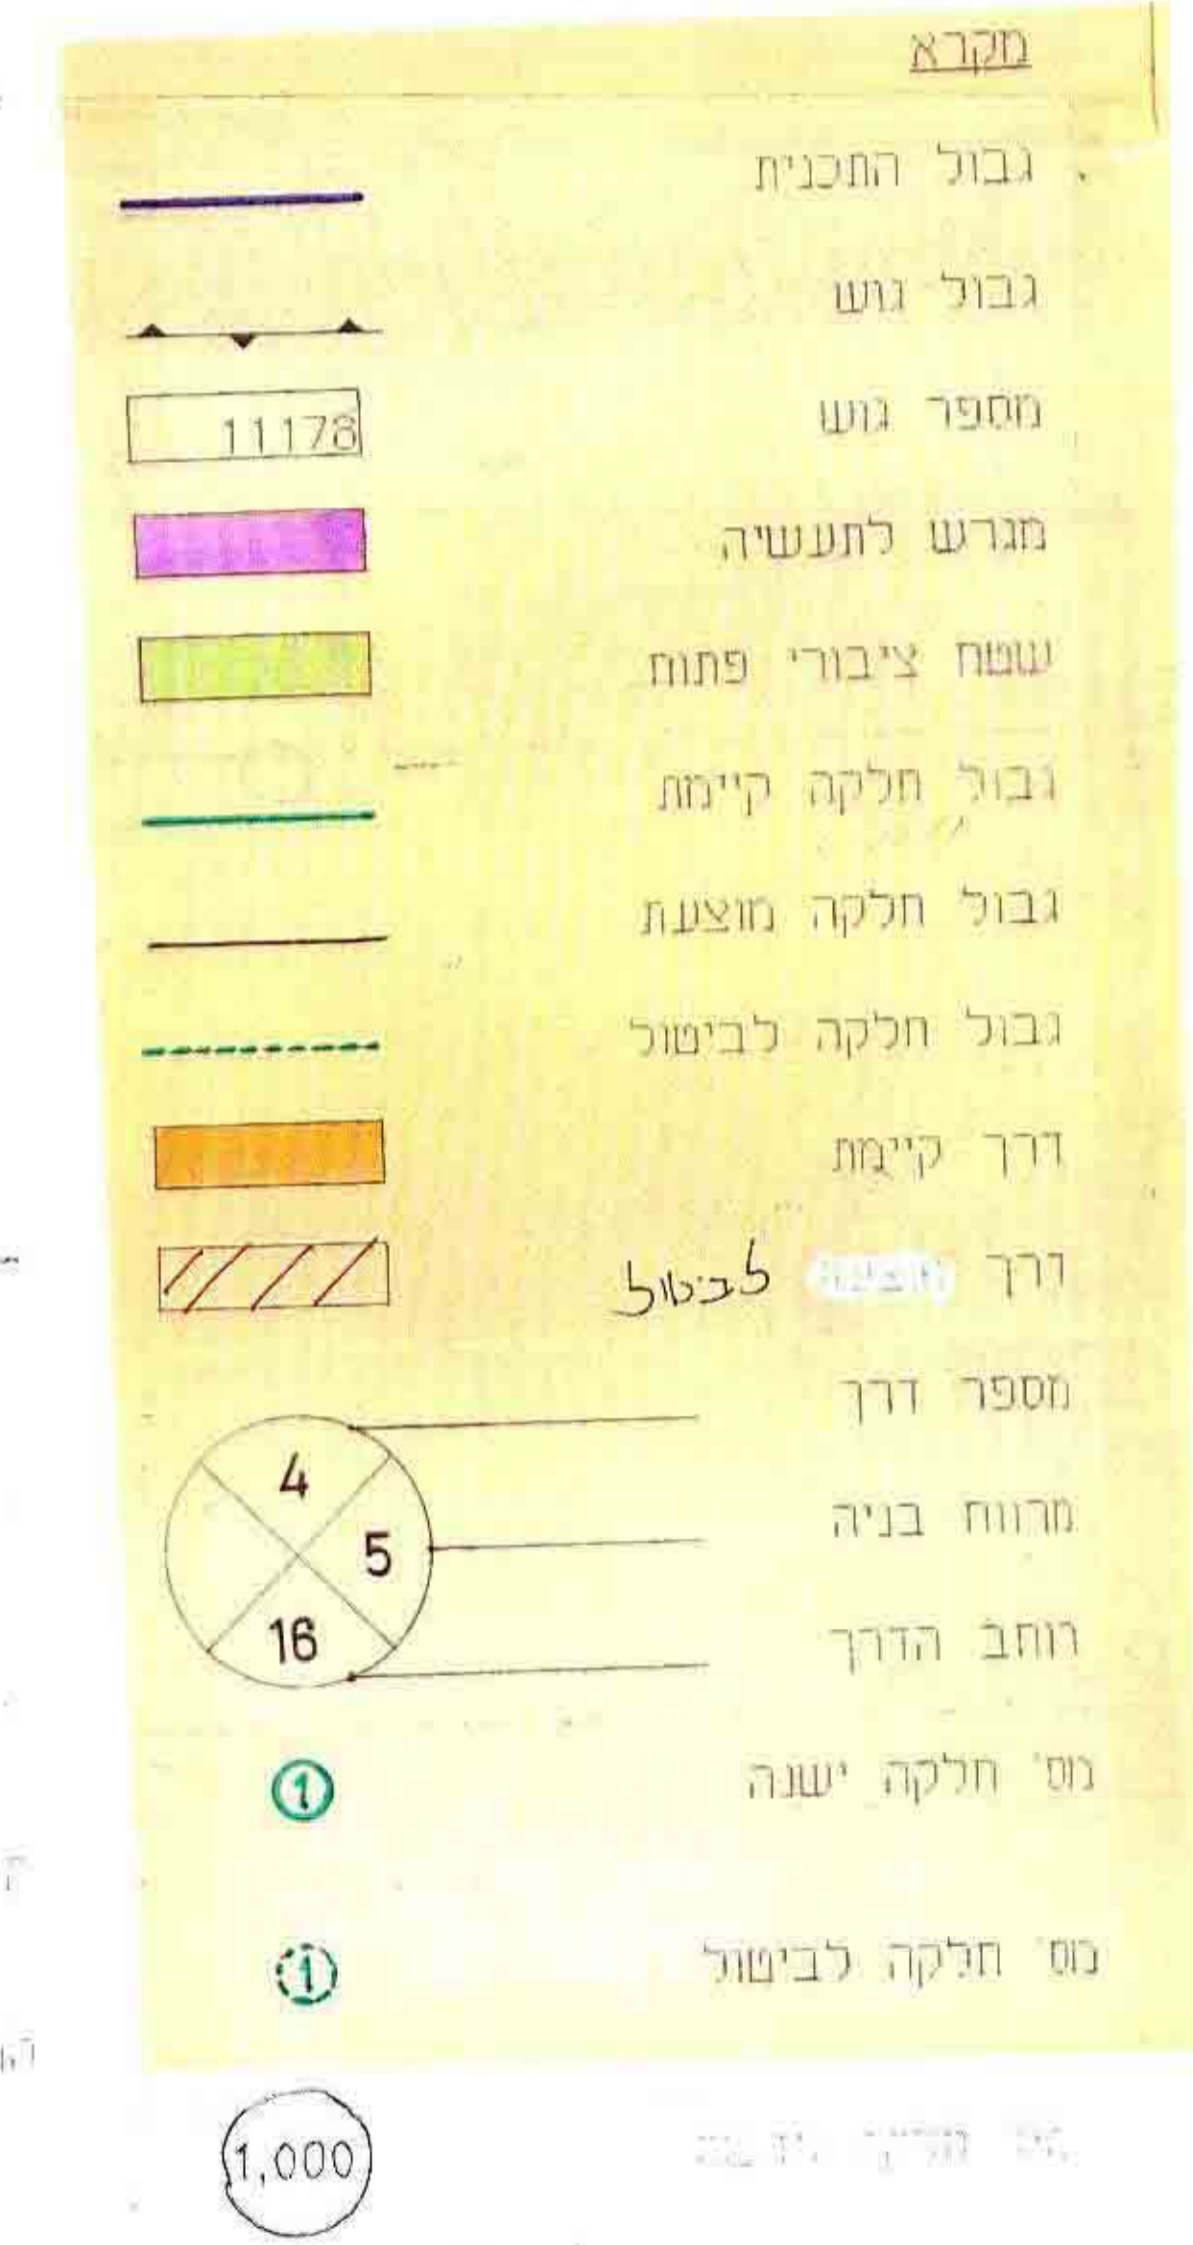 מקרא
גבול התכנית
גבול גוש
מספר גוש 11178
מגרש לתעשיה
שטח ציבורי פתוח
גבול חלקה קיימת
גבול חלקה מוצעת
גבול חלקה לביטול
דרך קיימת
דרך לביטול
מספר דרך 4
מרווח בניה 5
רוחב הדרך 16
מס' חלקה ישנה 1
מס' חלקה לביטול 1
1,000